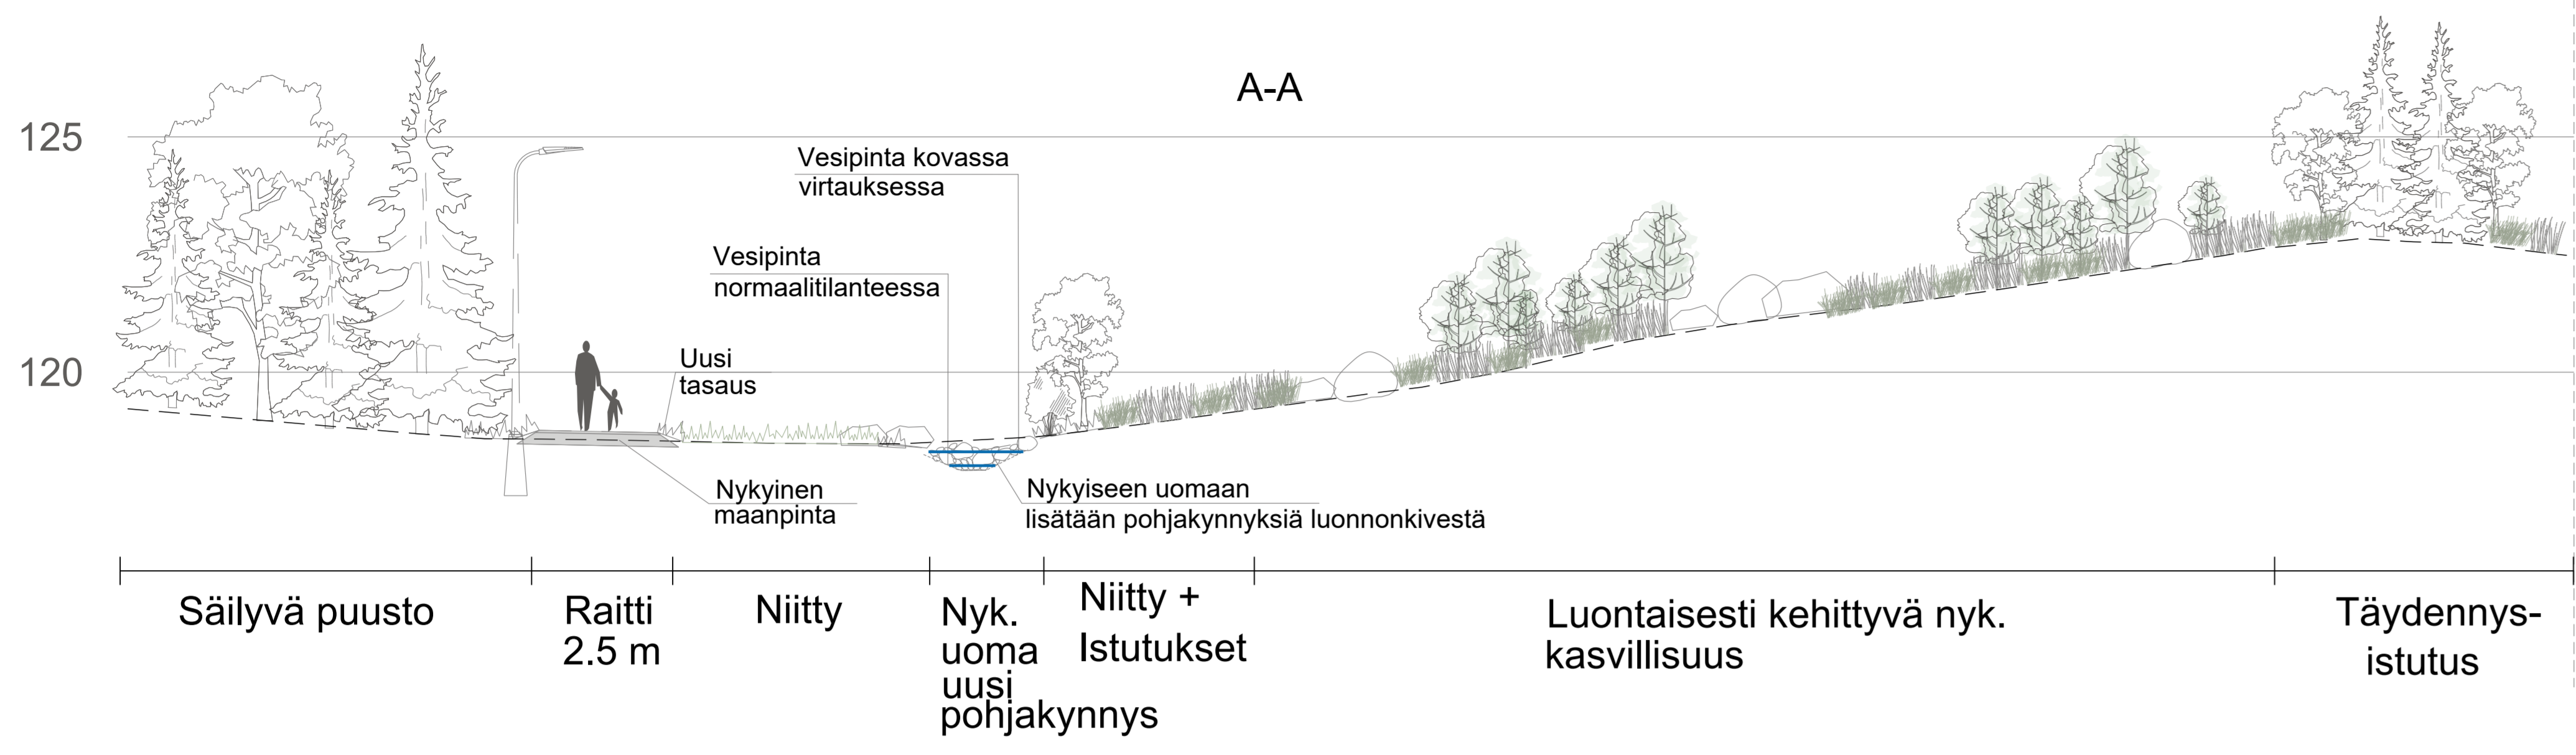 A-A
125
Vesipinta kovassa
virtauksessa
Vesipinta
normaalitilanteessa
120
Uusi
tasaus
Nykyinen
maanpinta
Nykyiseen uomaan
lisätään pohjakynnyksiä luonnonkivestä
Säilyvä puusto
Raitti
2.5 m
Niitty
Nyk.
uoma
uusi
pohjakynnys
Niitty +
Istutukset
Luontaisesti kehittyvä nyk.
kasvillisuus
Täydennys-
istutus